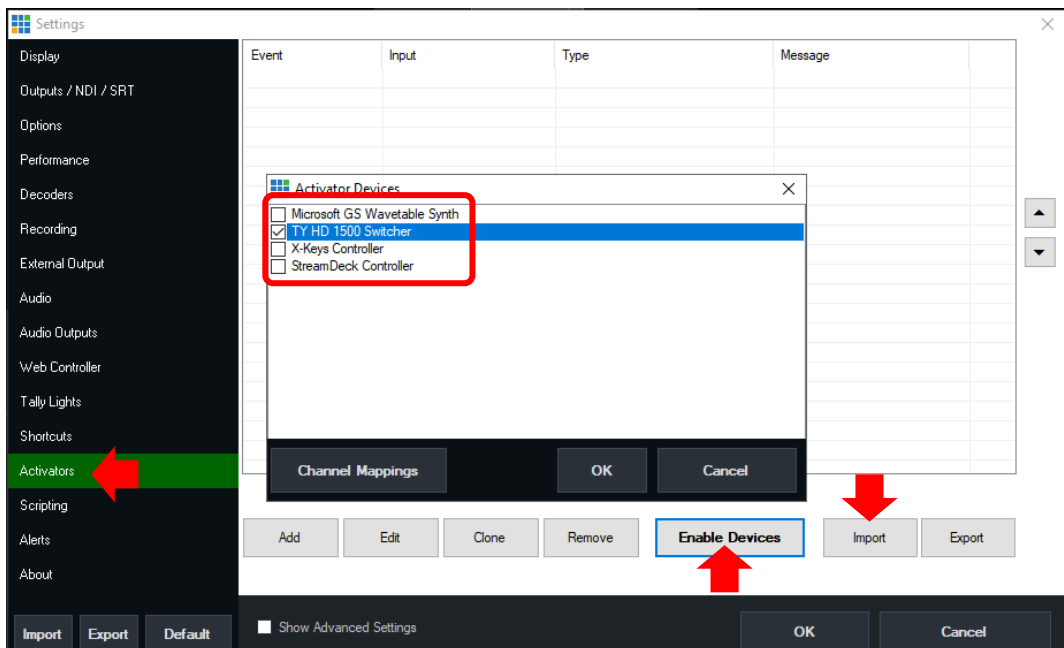 Settings
Display
Outputs / NDI / SRT
Options
Performance
Decoders
Recording
External Output
Audio
Audio Outputs
Web Controller
Tally Lights
Shortcuts
Activators
Scripting
Alerts
About
Import Export Default
Event Input Type Message
Activator Devices
Microsoft GS Wavetable Synth
TY HD 1500 Switcher
X-Keys Controller
StreamDeck Controller
Channel Mappings OK Cancel
Add Edit Clone Remove Enable Devices Import Export
Show Advanced Settings OK Cancel